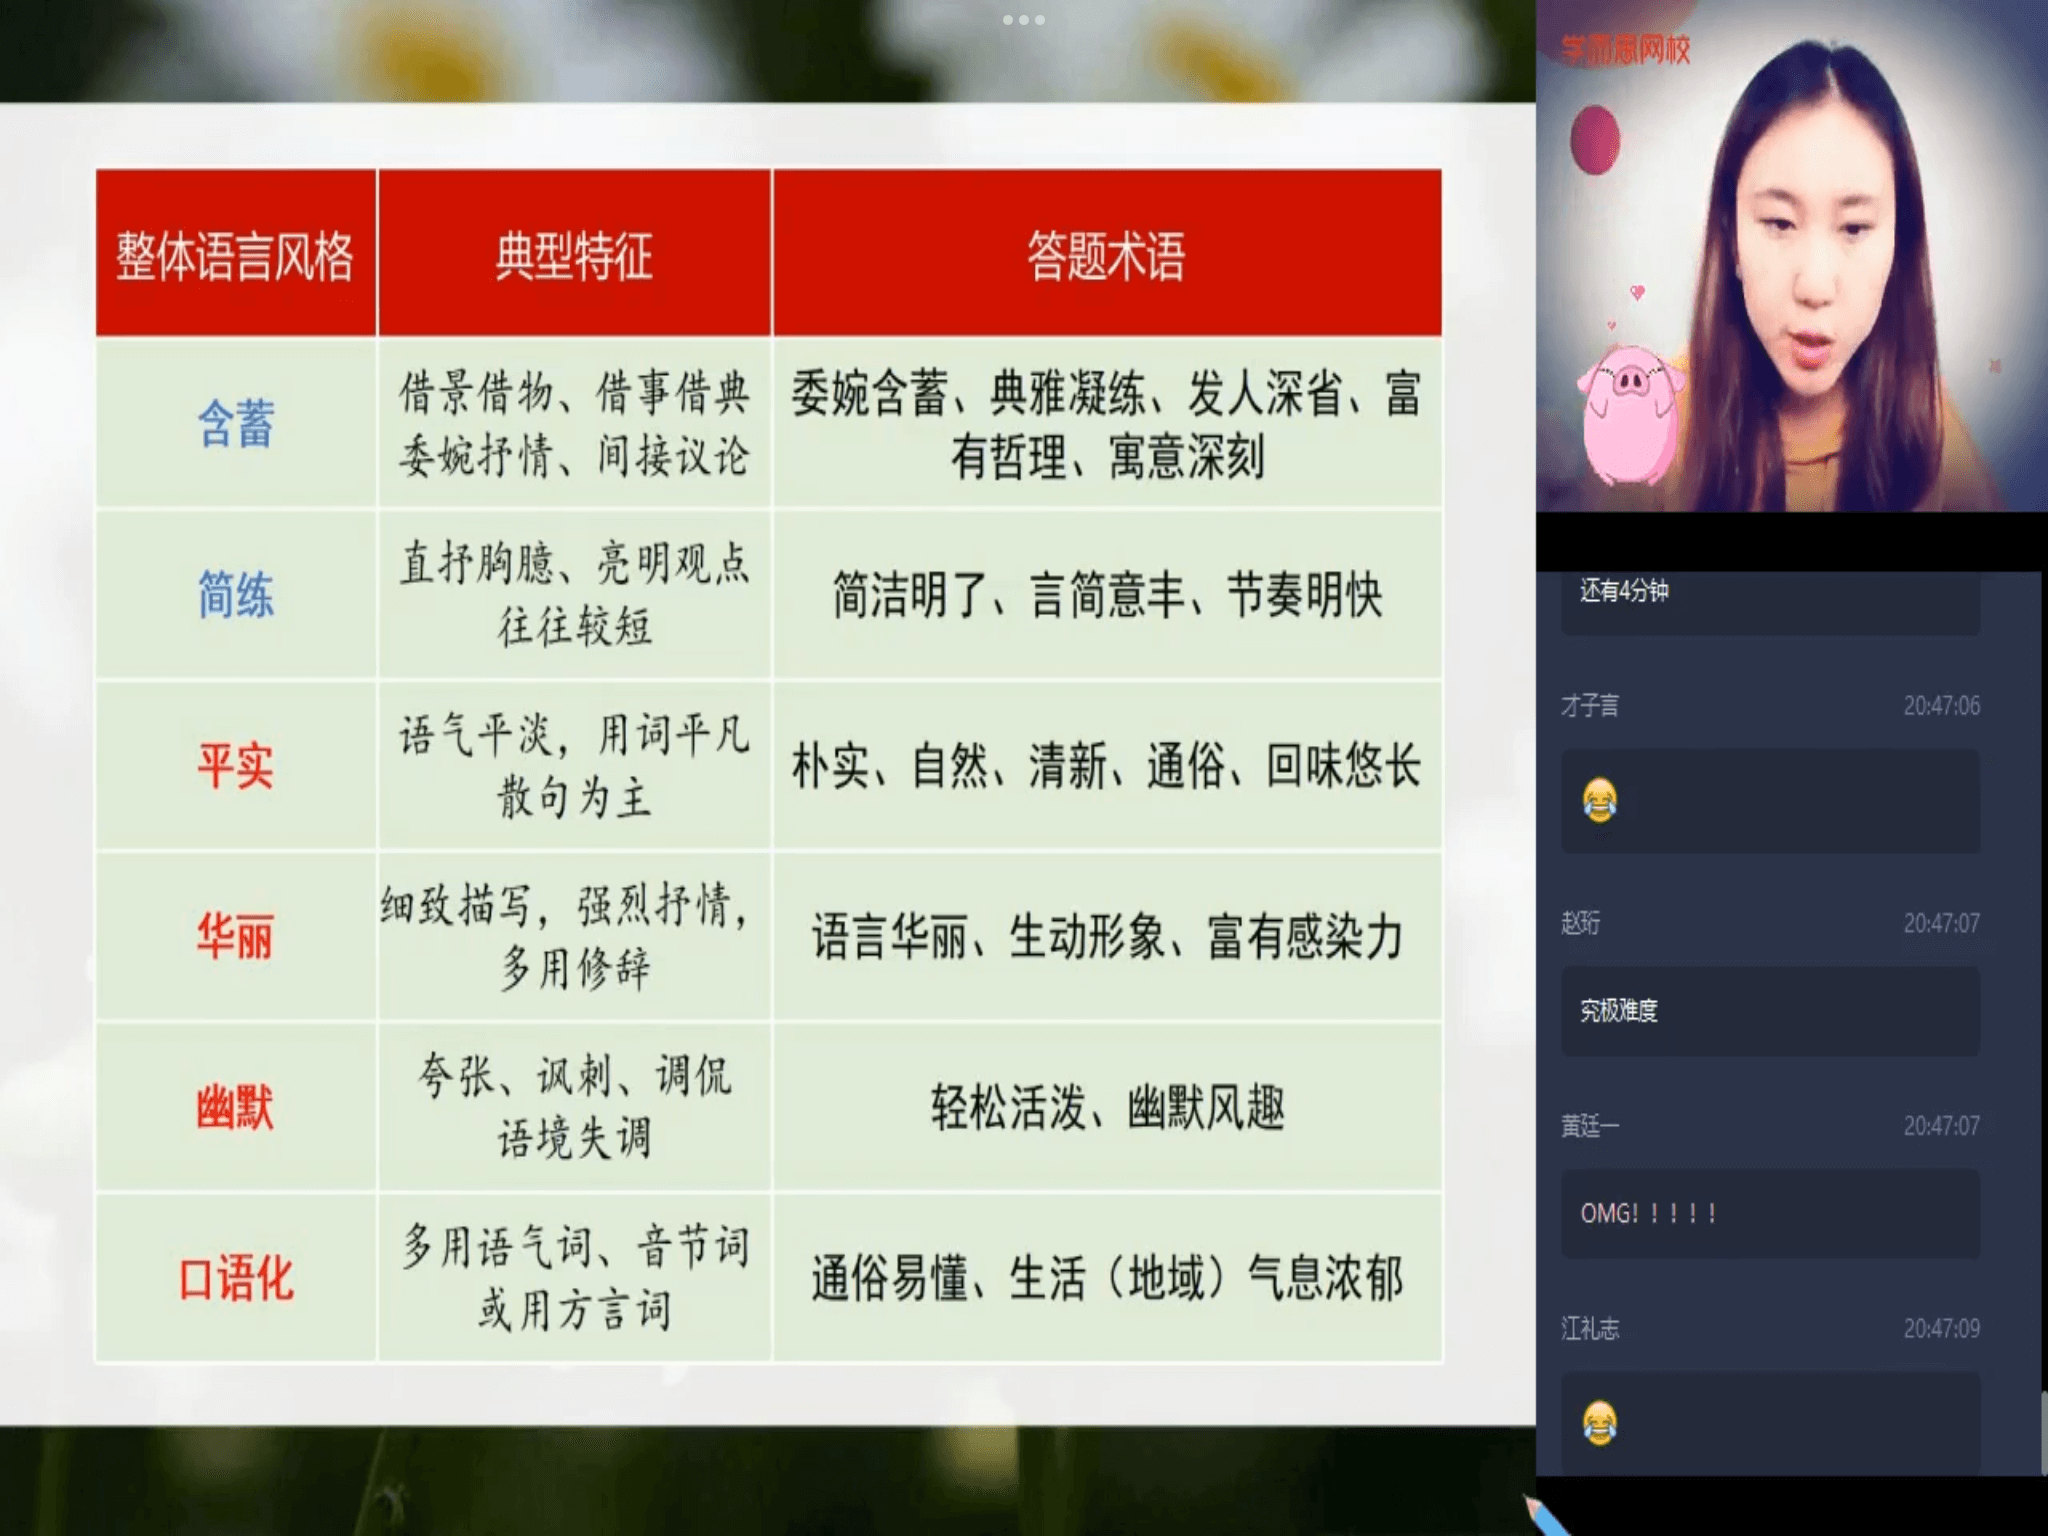 整体语言风格
典型特征
答题术语
含蓄
借景借物、借事借典
委婉抒情、间接议论
委婉含蓄、典雅凝练、发人深省、富
有哲理、寓意深刻
简练
直抒胸臆、亮明观点
往往较短
简洁明了、言简意丰、节奏明快
平实
语气平淡，用词平凡
散句为主
朴实、自然、清新、通俗、回味悠长
华丽
细致描写，强烈抒情，
多用修辞
语言华丽、生动形象、富有感染力
幽默
夸张、讽刺、调侃
语境失调
轻松活泼、幽默风趣
口语化
多用语气词、音节词
或用方言词
通俗易懂、生活（地域）气息浓郁
学而思网校
还有4分钟
才子言
20:47:06
😂
赵珩
20:47:07
究极难度
黄廷一
20:47:07
OMG！！！！！
江礼志
20:47:09
😂